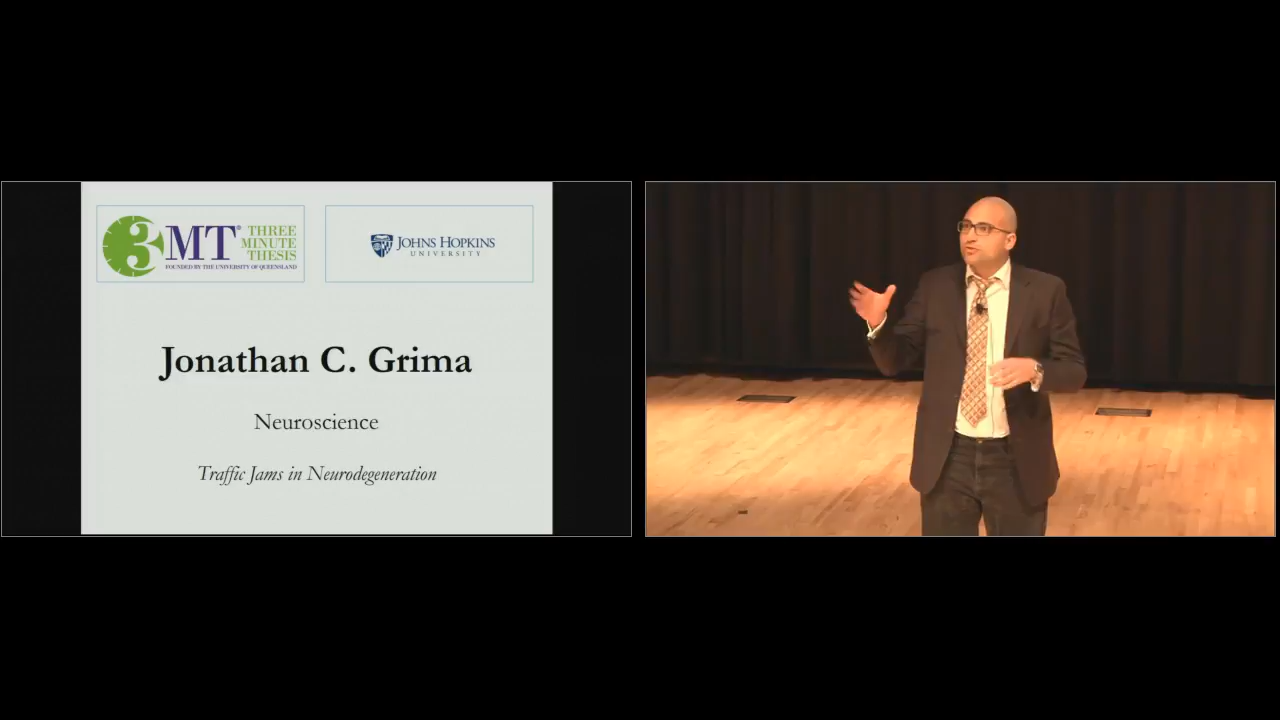 3MT® THREE
MINUTE
THESIS
FOUNDED BY THE UNIVERSITY OF QUEENSLAND
JOHNS HOPKINS
UNIVERSITY
Jonathan C. Grima
Neuroscience
Traffic Jams in Neurodegeneration